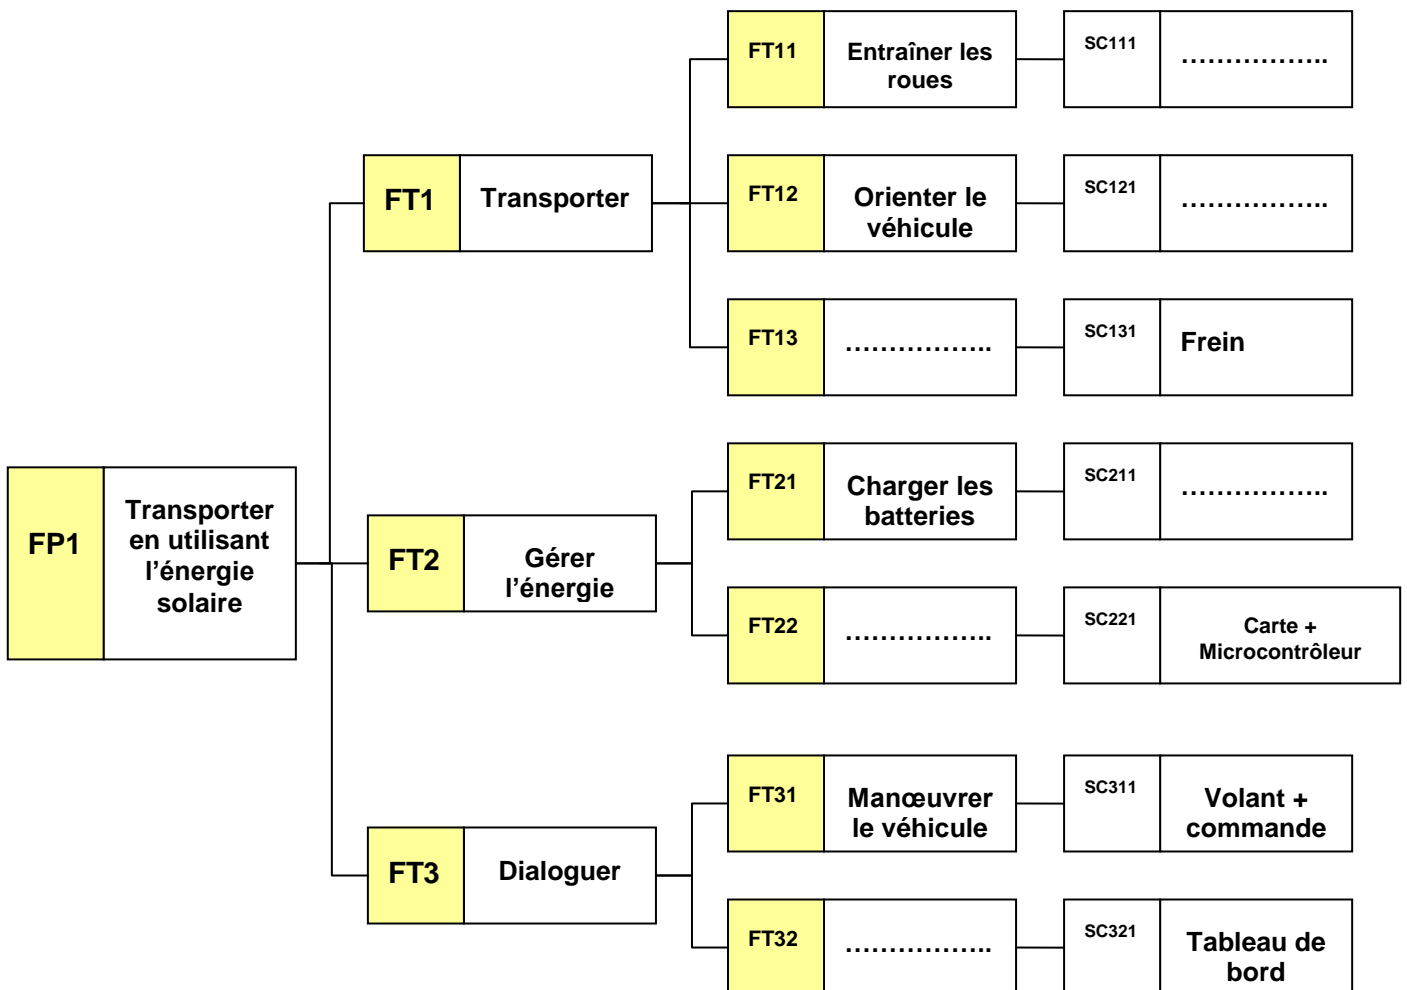 FT11
Entraîner les
roues
SC111
……………..
FT1
Transporter
FT12
Orienter le
véhicule
SC121
……………..
FT13
……………..
SC131
Frein
FP1
Transporter
en utilisant
l’énergie
solaire
FT2
Gérer
l’énergie
FT21
Charger les
batteries
SC211
……………..
FT22
……………..
SC221
Carte +
Microcontrôleur
FT3
Dialoguer
FT31
Manœuvrer
le véhicule
SC311
Volant +
commande
FT32
……………..
SC321
Tableau de
bord